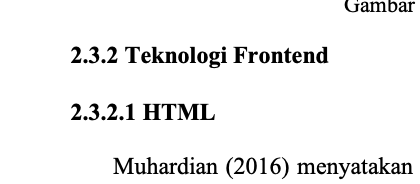 Gambar
2.3.2 Teknologi Frontend
2.3.2.1 HTML
Muhardian (2016) menyatakan